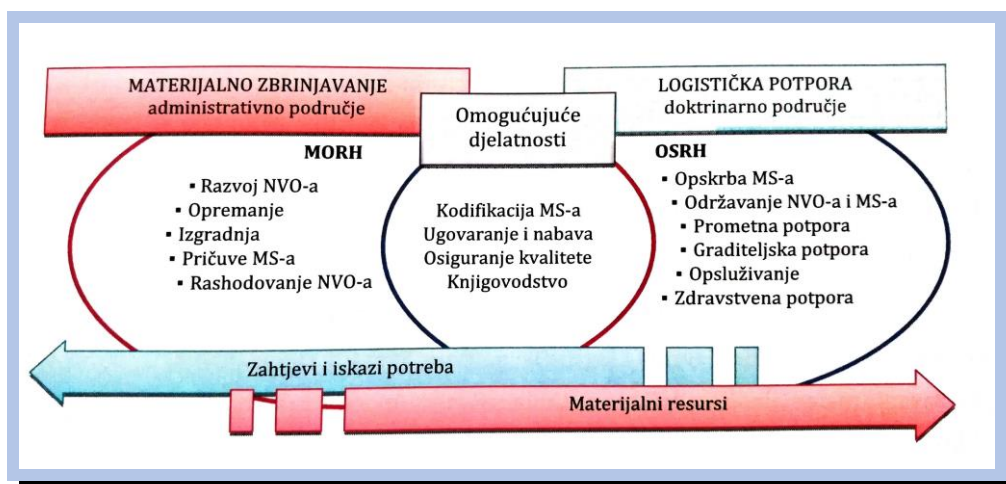 MATERIJALNO ZBRINJAVANJE
administrativno područje
LOGISTIČKA POTPORA
doktrinarno područje
Omogućujuće
djelatnosti
MORH
▪ Razvoj NVO-a
▪ Opremanje
▪ Izgradnja
▪ Pričuve MS-a
▪ Rashodovanje NVO-a
Kodifikacija MS-a
Ugovaranje i nabava
Osiguranje kvalitete
Knjigovodstvo
OSRH
▪ Opskrba MS-a
▪ Održavanje NVO-a i MS-a
▪ Prometna potpora
▪ Graditeljska potpora
▪ Opsluživanje
▪ Zdravstvena potpora
Zahtjevi i iskazi potreba
Materijalni resursi